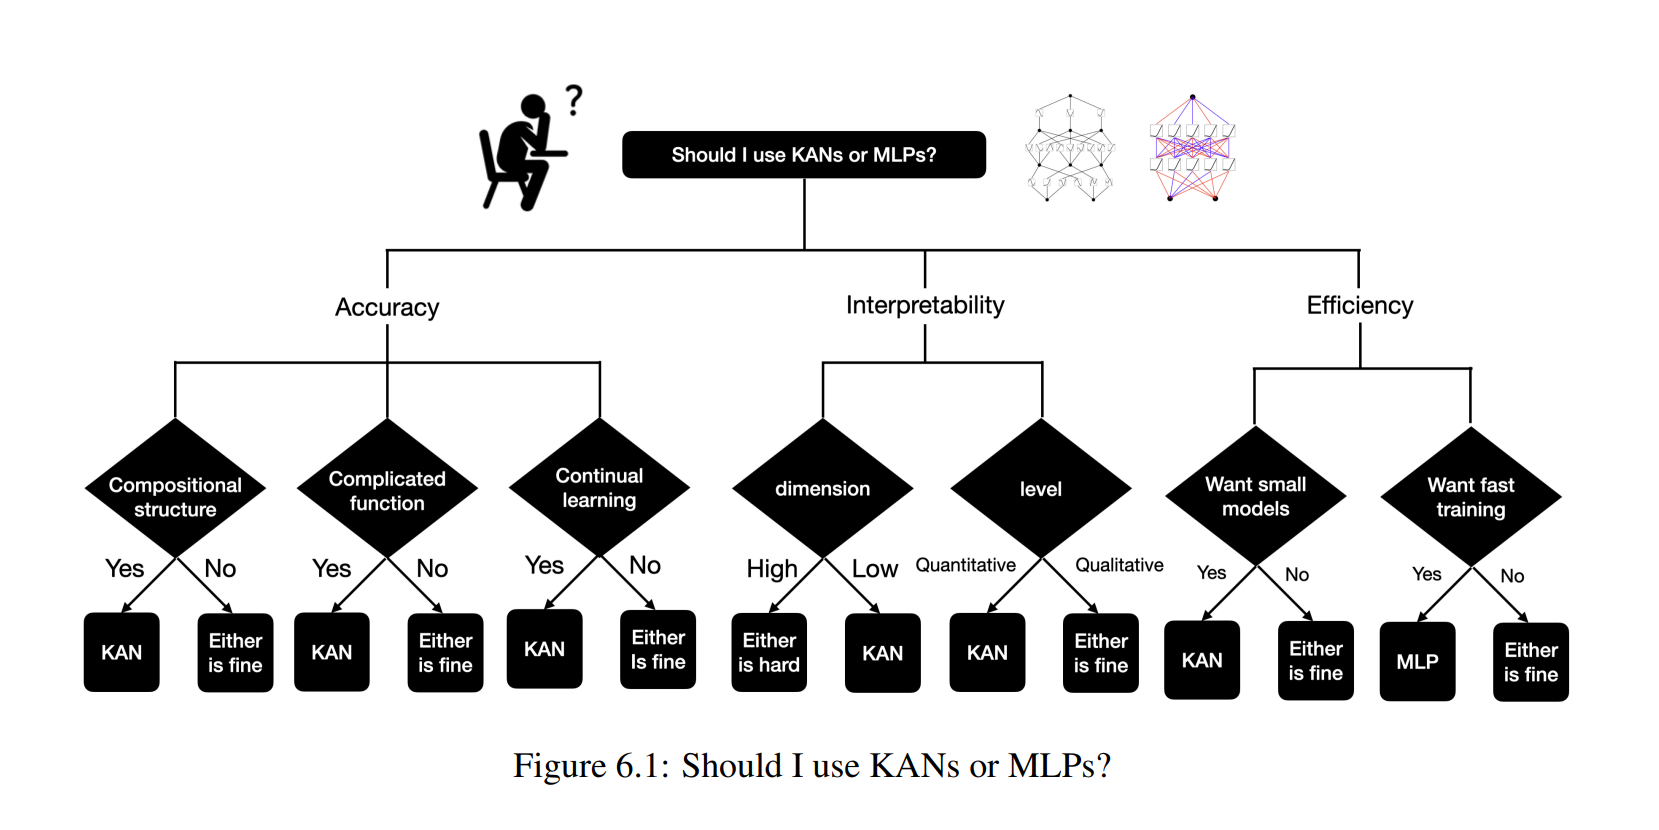 ?
Should I use KANs or MLPs?
Accuracy
Interpretability
Efficiency
Compositional
structure
Complicated
function
Continual
learning
dimension
level
Want small
models
Want fast
training
Yes
No
Yes
No
Yes
No
High
Low
Quantitative
Qualitative
Yes
No
Yes
No
KAN
Either
is fine
KAN
Either
is fine
KAN
Either
Is fine
Either
is hard
KAN
KAN
Either
is fine
KAN
Either
is fine
MLP
Either
is fine
Figure 6.1: Should I use KANs or MLPs?